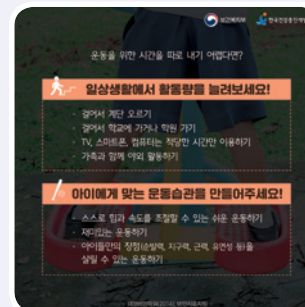 보건복지부 한국건강증진개발원
운동을 위한 시간을 따로 내기 어렵다면?
일상생활에서 활동량을 늘려보세요!
· 걸어서 계단 오르기
· 걸어서 학교에 가거나 학원 가기
· TV, 스마트폰, 컴퓨터는 적당한 시간만 이용하기
· 가족과 함께 야외 활동하기
아이에게 맞는 운동습관을 만들어주세요!
· 스스로 힘과 속도를 조절할 수 있는 쉬운 운동하기
· 재미있는 운동하기
· 아이들만의 장점(순발력, 지구력, 근력, 유연성 등)을
살릴 수 있는 운동하기